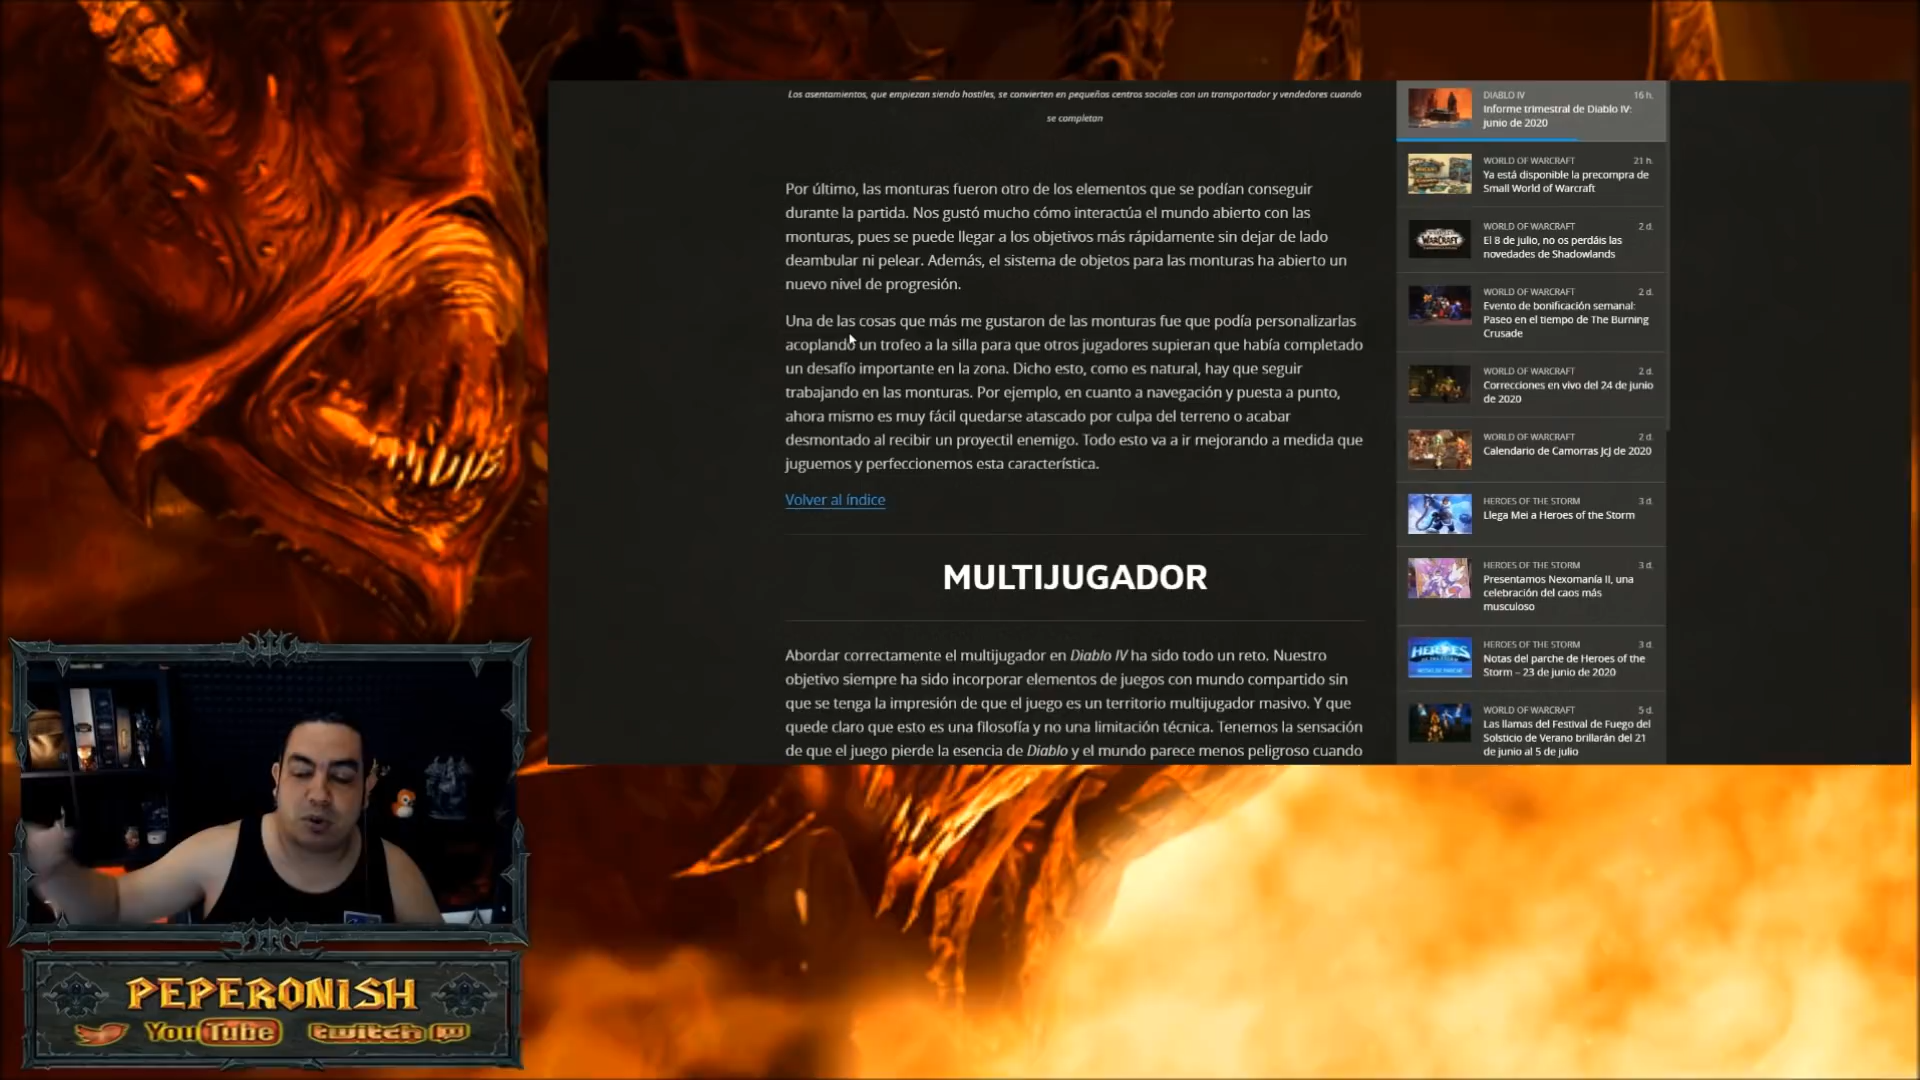 Los asentamientos, que empiezan siendo hostiles, se convierten en pequeños centros sociales con un transportador y vendedores cuando
se completan
Por último, las monturas fueron otro de los elementos que se podían conseguir
durante la partida. Nos gustó mucho cómo interactúa el mundo abierto con las
monturas, pues se puede llegar a los objetivos más rápidamente sin dejar de lado
deambular ni pelear. Además, el sistema de objetos para las monturas ha abierto un
nuevo nivel de progresión.
Una de las cosas que más me gustaron de las monturas fue que podía personalizarlas
acoplando un trofeo a la silla para que otros jugadores supieran que había completado
un desafío importante en la zona. Dicho esto, como es natural, hay que seguir
trabajando en las monturas. Por ejemplo, en cuanto a navegación y puesta a punto,
ahora mismo es muy fácil quedarse atascado por culpa del terreno o acabar
desmontado al recibir un proyectil enemigo. Todo esto va a ir mejorando a medida que
juguemos y perfeccionemos esta característica.
Volver al índice
MULTIJUGADOR
Abordar correctamente el multijugador en Diablo IV ha sido todo un reto. Nuestro
objetivo siempre ha sido incorporar elementos de juegos con mundo compartido sin
que se tenga la impresión de que el juego es un territorio multijugador masivo. Y que
quede claro que esto es una filosofía y no una limitación técnica. Tenemos la sensación
de que el juego pierde la esencia de Diablo y el mundo parece menos peligroso cuando
DIABLO IV 16 h.
Informe trimestral de Diablo IV:
junio de 2020
WORLD OF WARCRAFT 21 h.
Ya está disponible la precompra de
Small World of Warcraft
WORLD OF WARCRAFT 2 d.
El 8 de julio, no os perdáis las
novedades de Shadowlands
WORLD OF WARCRAFT 2 d.
Evento de bonificación semanal:
Paseo en el tiempo de The Burning
Crusade
WORLD OF WARCRAFT 2 d.
Correcciones en vivo del 24 de junio
de 2020
WORLD OF WARCRAFT 2 d.
Calendario de Camorras JcJ de 2020
HEROES OF THE STORM 3 d.
Llega Mei a Heroes of the Storm
HEROES OF THE STORM 3 d.
Presentamos Nexomanía II, una
celebración del caos más
musculoso
HEROES OF THE STORM 3 d.
Notas del parche de Heroes of the
Storm – 23 de junio de 2020
WORLD OF WARCRAFT 5 d.
Las llamas del Festival de Fuego del
Solsticio de Verano brillarán del 21
de junio al 5 de julio
WARCRAFT
HEROES
PEPERONISH
YouTube twitch